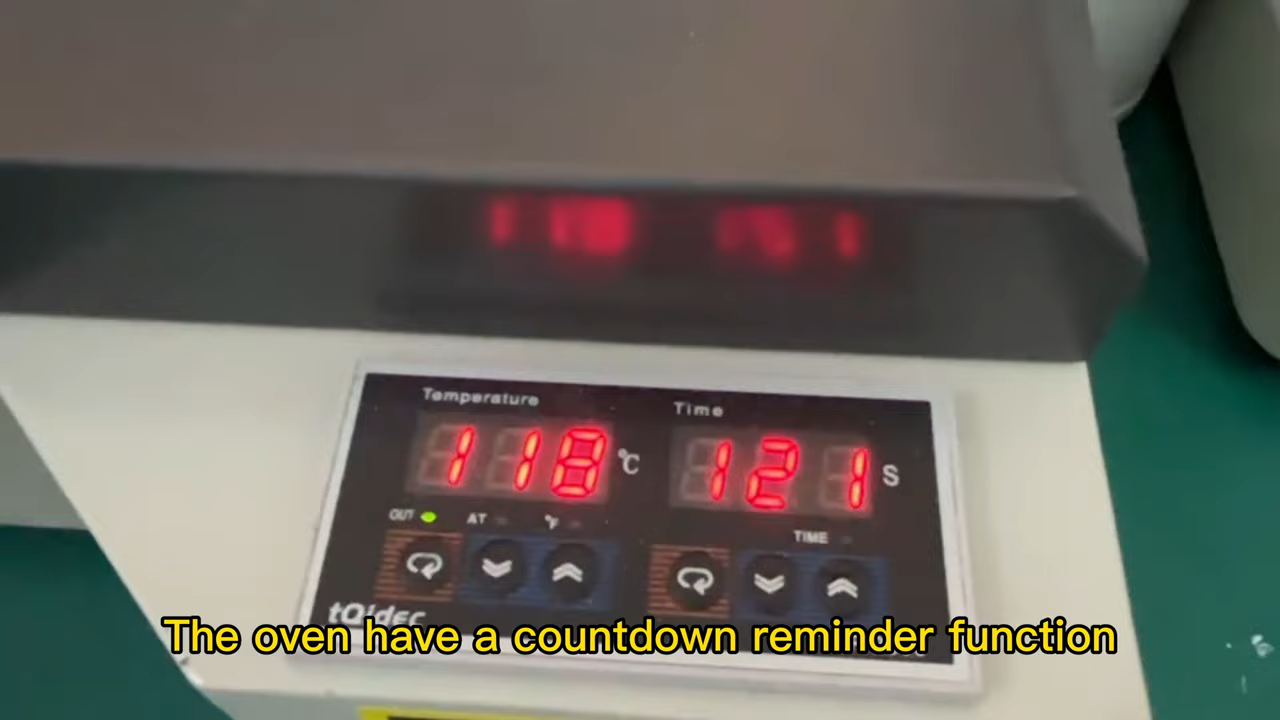 Temperature Time
118 °C 121 S
OUT AT °F TIME
The oven have a countdown reminder function